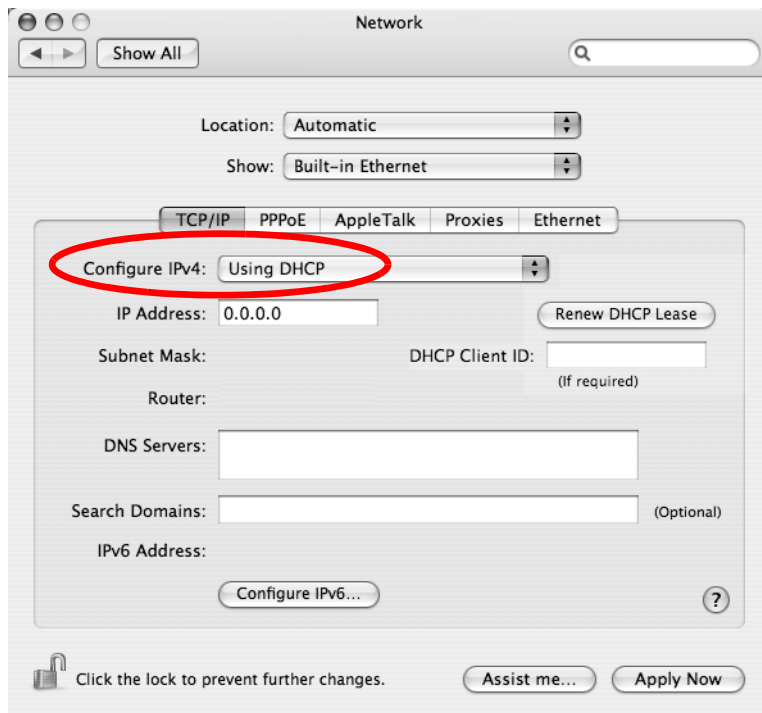 Network
Show All
Location: Automatic
Show: Built-in Ethernet
TCP/IP PPPoE AppleTalk Proxies Ethernet
Configure IPv4: Using DHCP
IP Address: 0.0.0.0 Renew DHCP Lease
Subnet Mask: DHCP Client ID:
(If required)
Router:
DNS Servers:
Search Domains: (Optional)
IPv6 Address:
Configure IPv6...
?
Click the lock to prevent further changes. Assist me... Apply Now